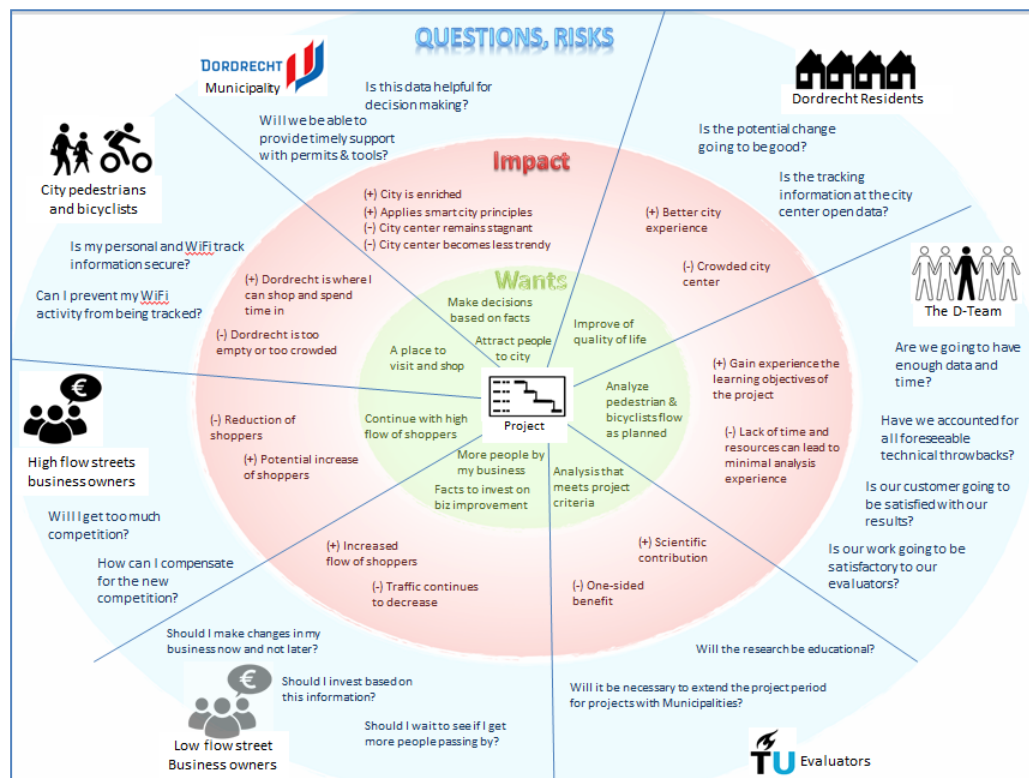 QUESTIONS, RISKS
DORDRECHT
Municipality
Is this data helpful for
decision making?
Will we be able to
provide timely support
with permits & tools?
Dordrecht Residents
Is the potential change
going to be good?
Is the tracking
information at the city
center open data?
City pedestrians
and bicyclists
Is my personal and WiFi track
information secure?
Can I prevent my WiFi
activity from being tracked?
The D-Team
Are we going to have
enough data and
time?
Have we accounted for
all foreseeable
technical throwbacks?
Is our customer going to
be satisfied with our
results?
Is our work going to be
satisfactory to our
evaluators?
Impact
(+) City is enriched
(+) Applies smart city principles
(-) City center remains stagnant
(-) City center becomes less trendy
(+) Better city
experience
(-) Crowded city
center
(+) Dordrecht is where I
can shop and spend
time in
(-) Dordrecht is too
empty or too crowded
(+) Gain experience the
learning objectives of
the project
(-) Lack of time and
resources can lead to
minimal analysis
experience
(-) Reduction of
shoppers
(+) Potential increase
of shoppers
(+) Increased
flow of shoppers
(-) Traffic continues
to decrease
(+) Scientific
contribution
(-) One-sided
benefit
Wants
Make decisions
based on facts
Attract people
to city
Improve of
quality of life
A place to
visit and shop
Analyze
pedestrian &
bicyclists flow
as planned
Project
Continue with high
flow of shoppers
More people by
my business
Facts to invest on
biz improvement
Analysis that
meets project
criteria
€
High flow streets
business owners
Will I get too much
competition?
How can I compensate
for the new
competition?
Should I make changes in my
business now and not later?
Should I invest based on
this information?
Should I wait to see if I get
more people passing by?
€
Low flow street
Business owners
Will the research be educational?
Will it be necessary to extend the project period
for projects with Municipalities?
TU Evaluators